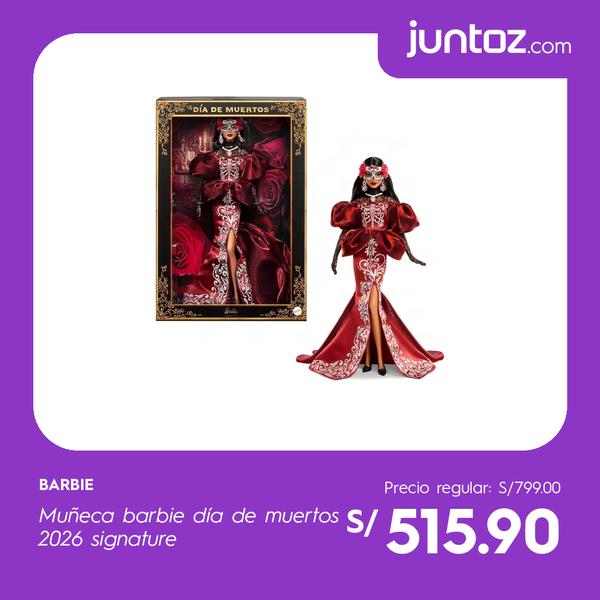 juntoz.com
DÍA DE MUERTOS
Barbie
BARBIE
Muñeca barbie día de muertos
2026 signature
Precio regular: S/799.00
S/ 515.90